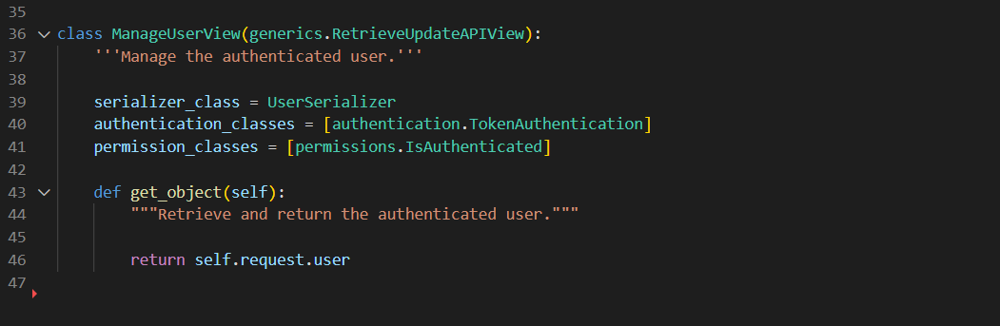 35
36 class ManageUserView(generics.RetrieveUpdateAPIView):
37     '''Manage the authenticated user.'''
38
39     serializer_class = UserSerializer
40     authentication_classes = [authentication.TokenAuthentication]
41     permission_classes = [permissions.IsAuthenticated]
42
43     def get_object(self):
44         """Retrieve and return the authenticated user."""
45
46         return self.request.user
47